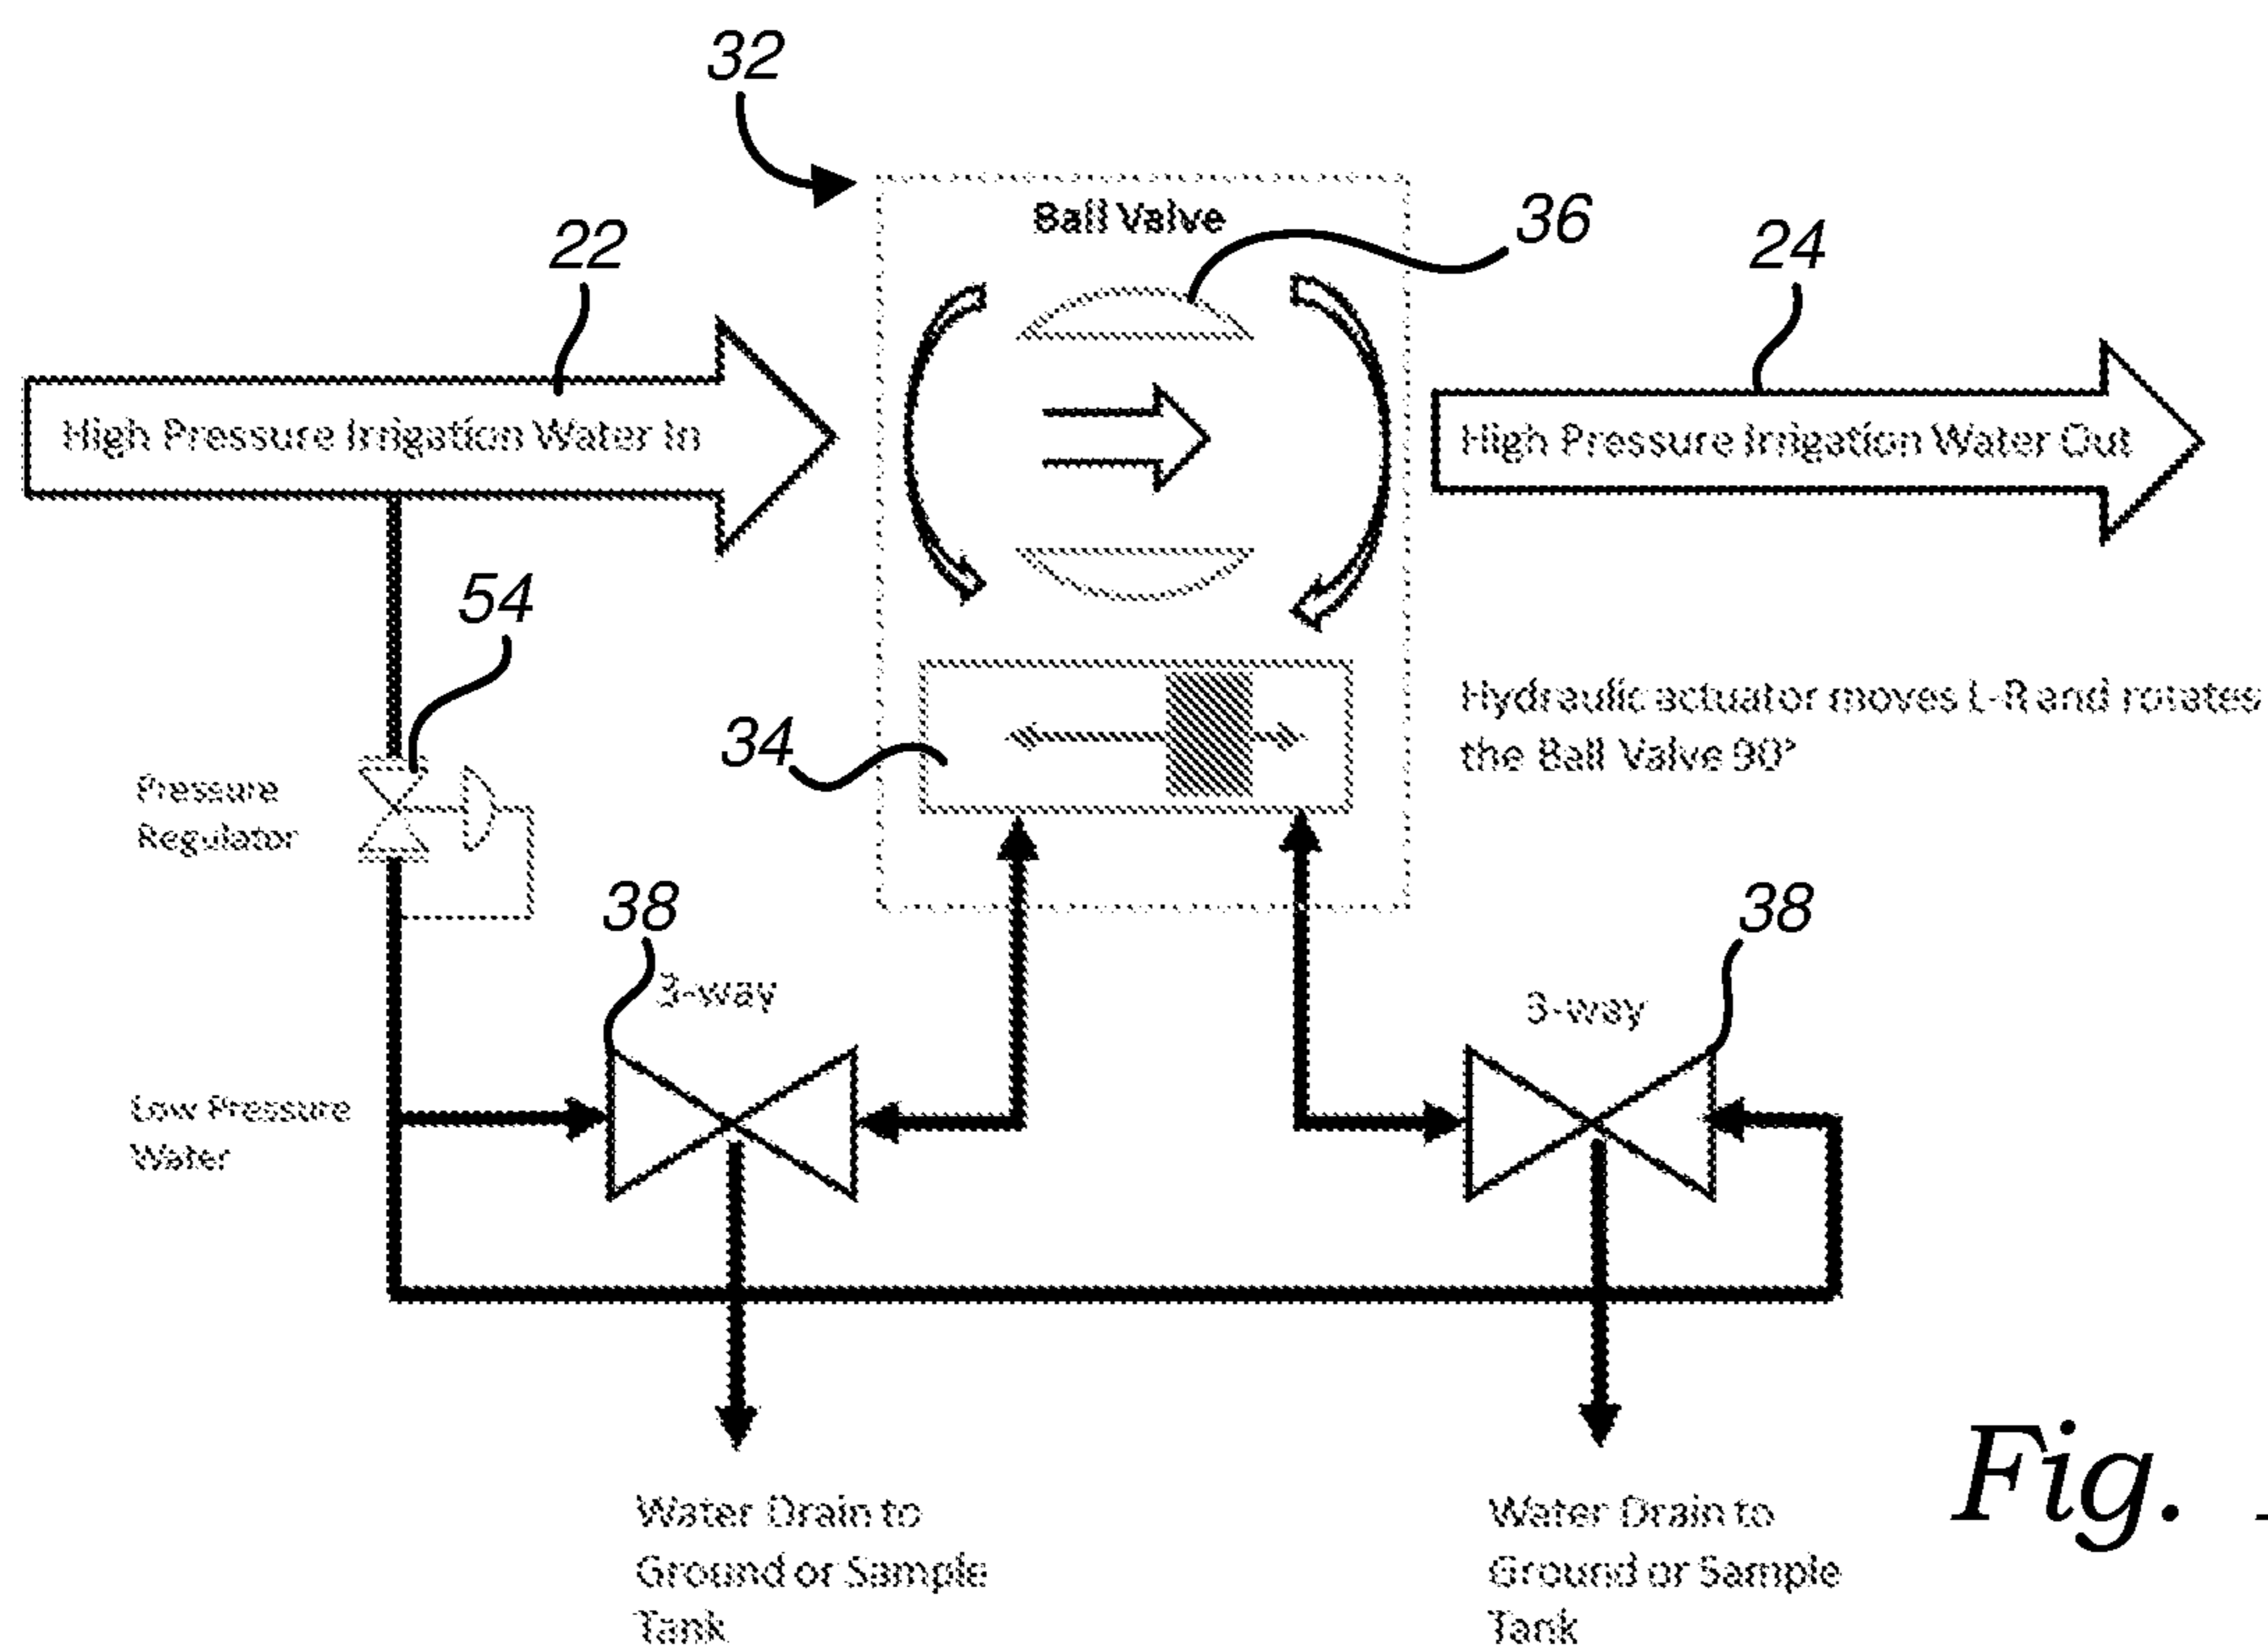 32
Ball Valve
36
22
24
High Pressure Irrigation Water In
High Pressure Irrigation Water Out
54
34
Hydraulic actuator moves L-R and rotates
the Ball Valve 90°
Pressure
Regulator
38
38
3-way
3-way
Low Pressure
Water
Water Drain to
Ground or Sample
Tank
Water Drain to
Ground or Sample
Tank
Fig.